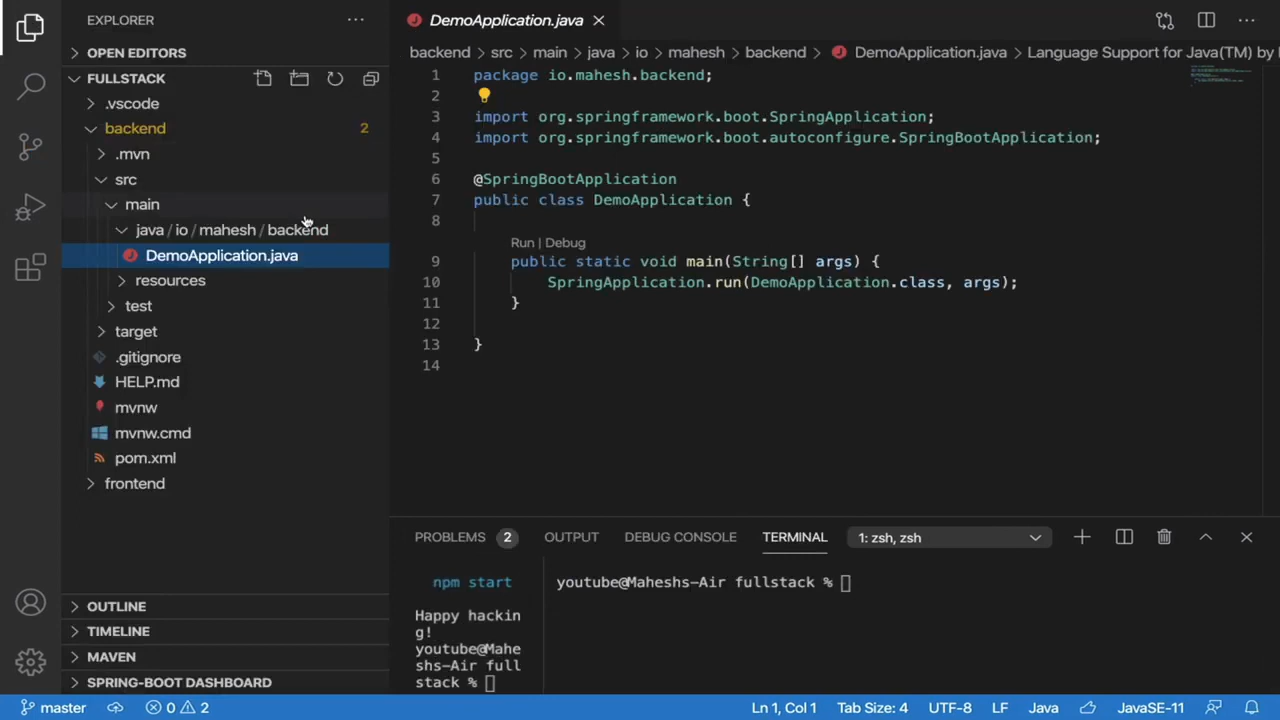 EXPLORER
OPEN EDITORS
FULLSTACK
.vscode
backend 2
.mvn
src
main
java / io / mahesh / backend
DemoApplication.java
resources
test
target
.gitignore
HELP.md
mvnw
mvnw.cmd
pom.xml
frontend
OUTLINE
TIMELINE
MAVEN
SPRING-BOOT DASHBOARD
DemoApplication.java
backend > src > main > java > io > mahesh > backend > DemoApplication.java > Language Support for Java(TM) by
1 package io.mahesh.backend;
2
3 import org.springframework.boot.SpringApplication;
4 import org.springframework.boot.autoconfigure.SpringBootApplication;
5
6 @SpringBootApplication
7 public class DemoApplication {
8
Run | Debug
9 public static void main(String[] args) {
10 SpringApplication.run(DemoApplication.class, args);
11 }
12
13 }
14
PROBLEMS 2 OUTPUT DEBUG CONSOLE TERMINAL 1: zsh, zsh
npm start
Happy hackin
g!
youtube@Mahe
shs-Air full
stack %
youtube@Maheshs-Air fullstack %
master 0 2 Ln 1, Col 1 Tab Size: 4 UTF-8 LF Java JavaSE-11